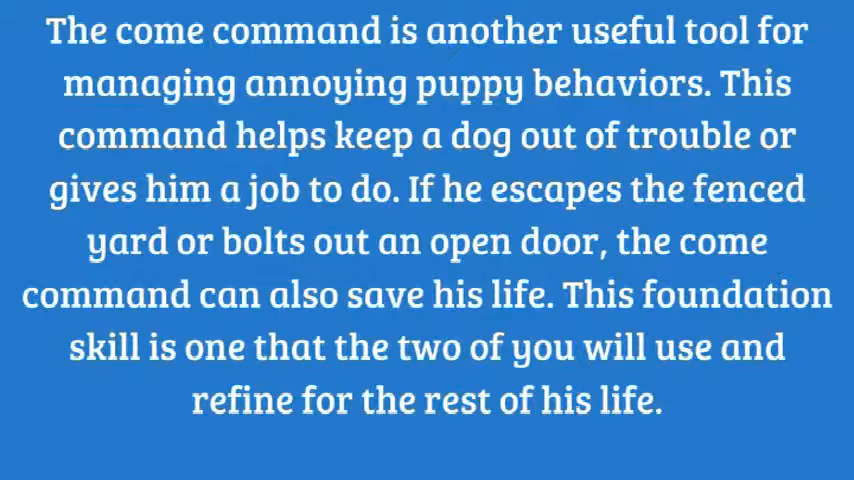 The come command is another useful tool for
managing annoying puppy behaviors. This
command helps keep a dog out of trouble or
gives him a job to do. If he escapes the fenced
yard or bolts out an open door, the come
command can also save his life. This foundation
skill is one that the two of you will use and
refine for the rest of his life.